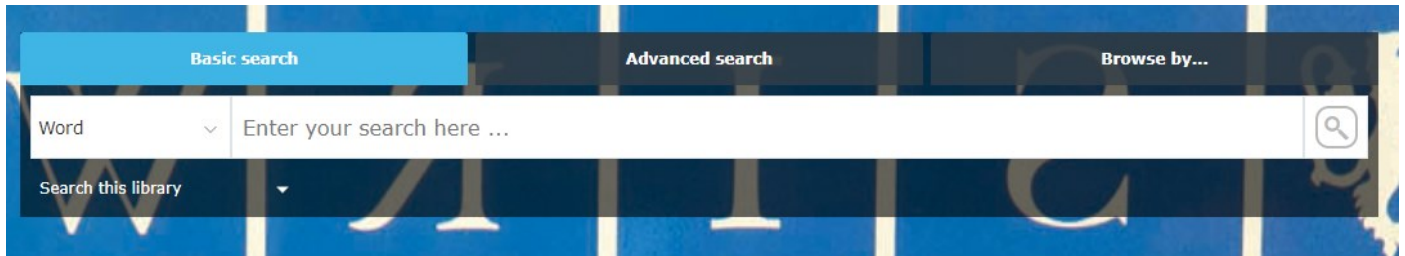 Basic search
Advanced search
Browse by...
Word
Enter your search here ...
Search this library